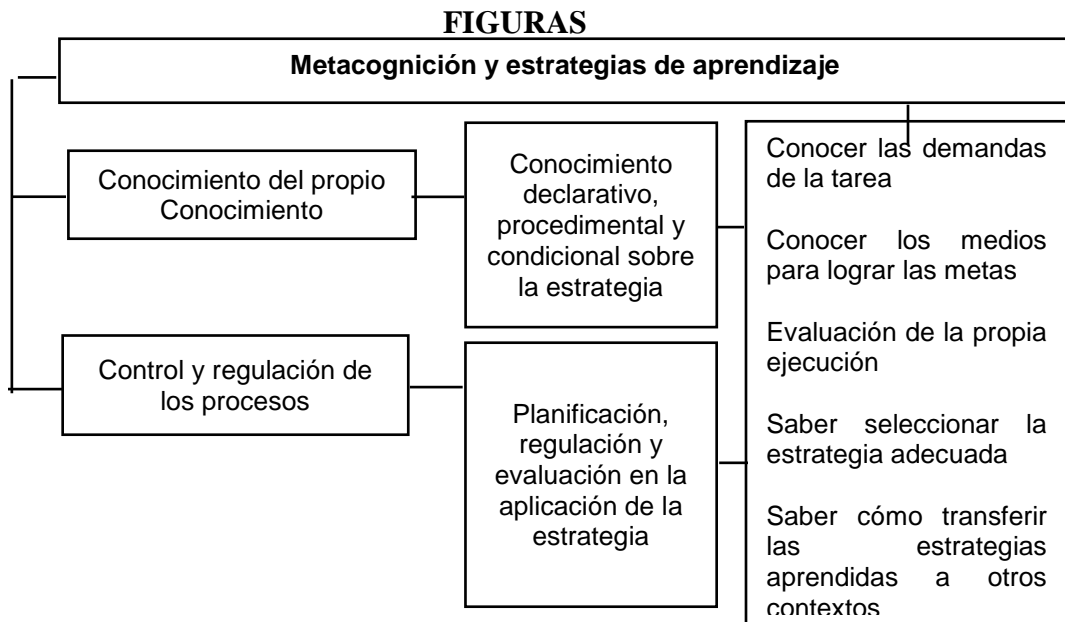 FIGURAS
Metacognición y estrategias de aprendizaje
Conocimiento del propio
Conocimiento
Conocimiento
declarativo,
procedimental y
condicional sobre
la estrategia
Control y regulación de
los procesos
Planificación,
regulación y
evaluación en la
aplicación de la
estrategia
Conocer las demandas
de la tarea
Conocer los medios
para lograr las metas
Evaluación de la propia
ejecución
Saber seleccionar la
estrategia adecuada
Saber cómo transferir
las estrategias
aprendidas a otros
contextos